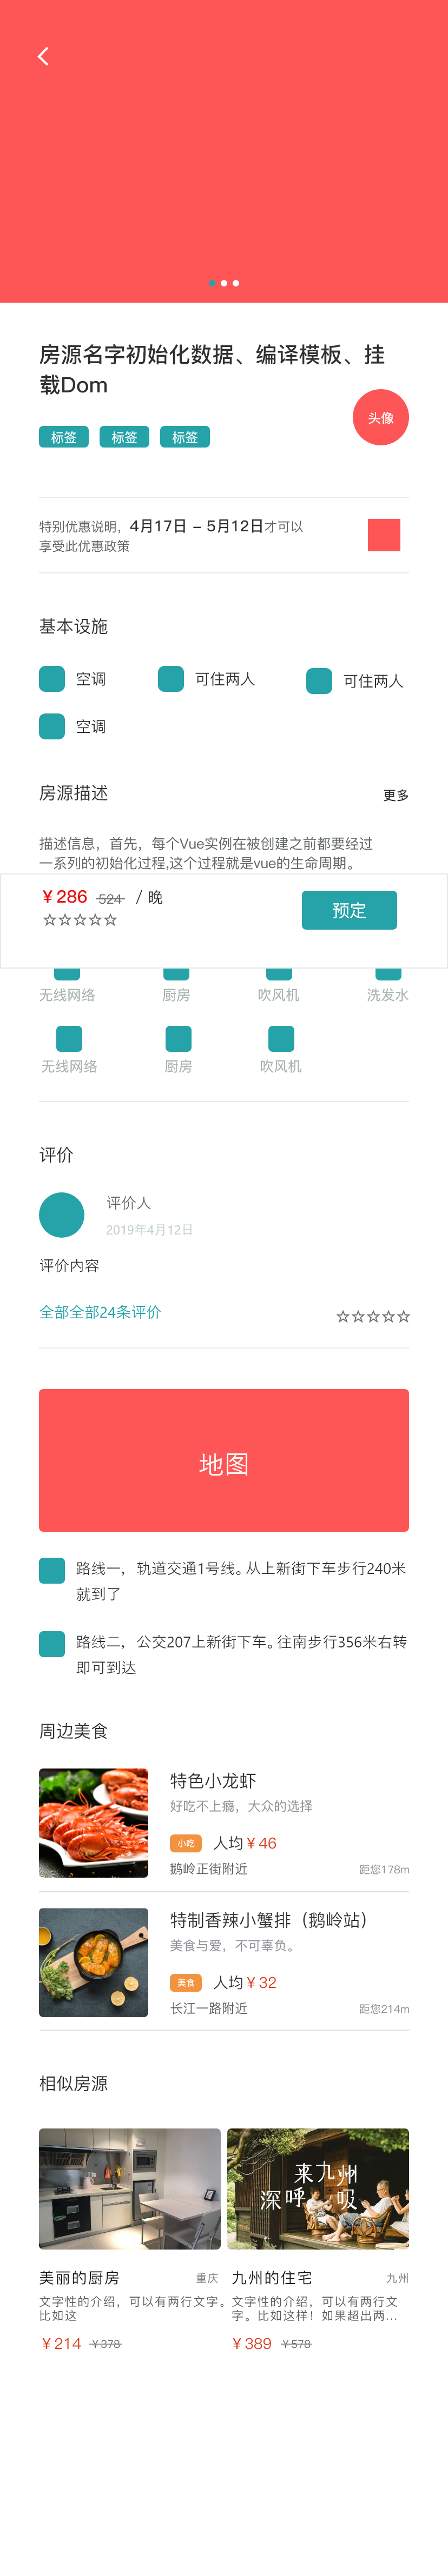 房源名字初始化数据、编译模板、挂
载Dom
头像
标签 标签 标签
特别优惠说明，4月17日 – 5月12日才可以
享受此优惠政策
基本设施
空调 可住两人 可住两人
空调
房源描述 更多
描述信息，首先，每个Vue实例在被创建之前都要经过
一系列的初始化过程,这个过程就是vue的生命周期。
￥286 524 / 晚
预定
☆☆☆☆☆
无线网络 厨房 吹风机 洗发水
无线网络 厨房 吹风机
评价
评价人
2019年4月12日
评价内容
全部全部24条评价 ☆☆☆☆☆
地图
路线一，轨道交通1号线。从上新街下车步行240米
就到了
路线二，公交207上新街下车。往南步行356米右转
即可到达
周边美食
特色小龙虾
好吃不上瘾，大众的选择
小吃 人均￥46
鹅岭正街附近 距您178m
特制香辣小蟹排（鹅岭站）
美食与爱，不可辜负。
美食 人均￥32
长江一路附近 距您214m
相似房源
来九州
深呼吸
美丽的厨房 重庆
文字性的介绍，可以有两行文字。
比如这
￥214 ￥378
九州的住宅 九州
文字性的介绍，可以有两行文
字。比如这样！如果超出两...
￥389 ￥578